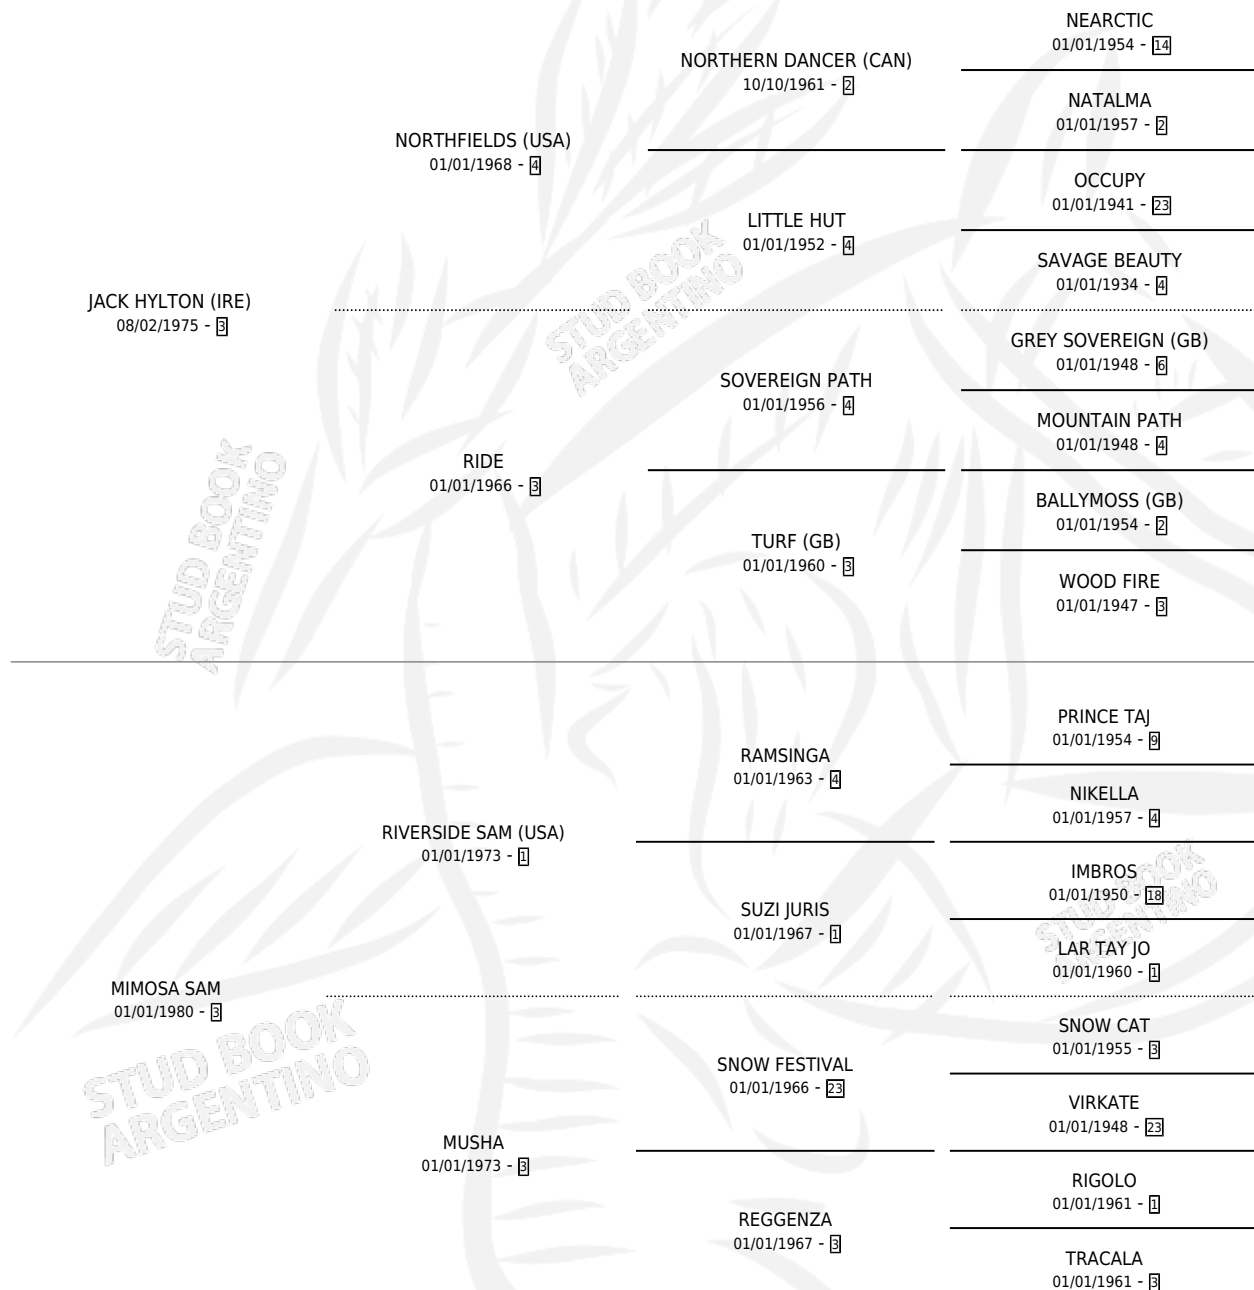 NEARCTIC
01/01/1954 - 14
NORTHERN DANCER (CAN)
10/10/1961 - 2
NATALMA
01/01/1957 - 2
NORTHFIELDS (USA)
01/01/1968 - 4
OCCUPY
01/01/1941 - 23
LITTLE HUT
01/01/1952 - 4
SAVAGE BEAUTY
01/01/1934 - 4
JACK HYLTON (IRE)
08/02/1975 - 3
GREY SOVEREIGN (GB)
01/01/1948 - 6
SOVEREIGN PATH
01/01/1956 - 4
MOUNTAIN PATH
01/01/1948 - 4
RIDE
01/01/1966 - 3
BALLYMOSS (GB)
01/01/1954 - 2
TURF (GB)
01/01/1960 - 3
WOOD FIRE
01/01/1947 - 3
PRINCE TAJ
01/01/1954 - 9
RAMSINGA
01/01/1963 - 4
NIKELLA
01/01/1957 - 4
RIVERSIDE SAM (USA)
01/01/1973 - 1
IMBROS
01/01/1950 - 18
SUZI JURIS
01/01/1967 - 1
LAR TAY JO
01/01/1960 - 1
MIMOSA SAM
01/01/1980 - 3
SNOW CAT
01/01/1955 - 3
SNOW FESTIVAL
01/01/1966 - 23
VIRKATE
01/01/1948 - 23
MUSHA
01/01/1973 - 3
RIGOLO
01/01/1961 - 1
REGGENZA
01/01/1967 - 3
TRACALA
01/01/1961 - 3
STUD BOOK
ARGENTINO
STUD BOOK
ARGENTINO
STUD BOOK
ARGENTINO
STUD BOOK
ARGENTINO